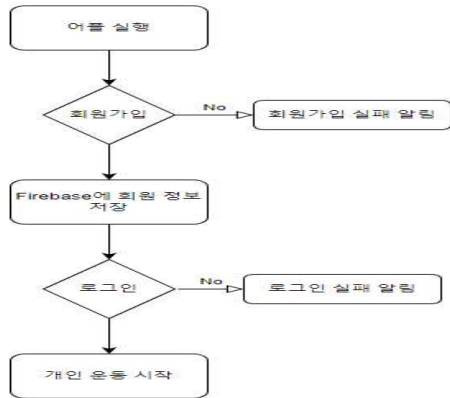 어플 실행
회원가입
No
회원가입 실패 알림
Firebase에 회원 정보
저장
로그인
No
로그인 실패 알림
개인 운동 시작